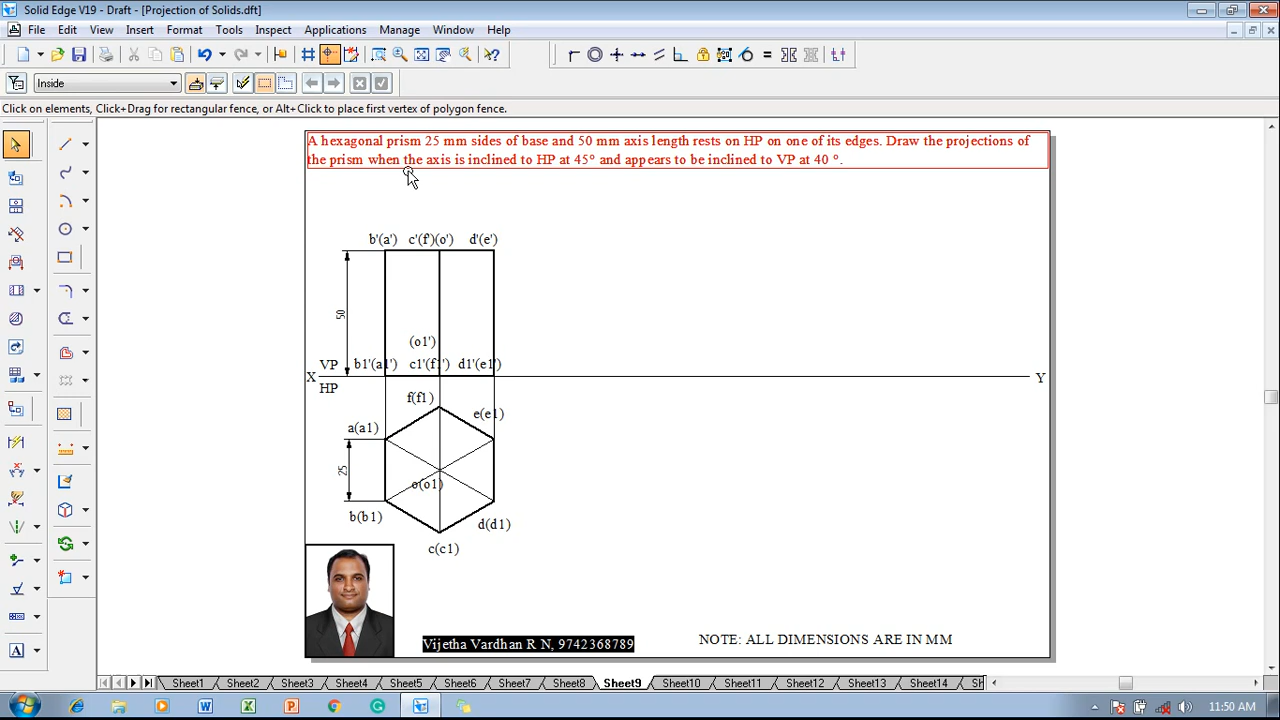 Solid Edge V19 - Draft - [Projection of Solids.dft]
File Edit View Insert Format Tools Inspect Applications Manage Window Help
Inside
Click on elements, Click+Drag for rectangular fence, or Alt+Click to place first vertex of polygon fence.
A hexagonal prism 25 mm sides of base and 50 mm axis length rests on HP on one of its edges. Draw the projections of
the prism when the axis is inclined to HP at 45° and appears to be inclined to VP at 40 °.
b'(a') c'(f')(o') d'(e')
50
(o1')
VP b1'(a1') c1'(f1') d1'(e1')
X Y
HP
f(f1)
e(e1)
a(a1)
25
o(o1)
b(b1)
d(d1)
c(c1)
Vijetha Vardhan R N, 9742368789
NOTE: ALL DIMENSIONS ARE IN MM
Sheet1 Sheet2 Sheet3 Sheet4 Sheet5 Sheet6 Sheet7 Sheet8 Sheet9 Sheet10 Sheet11 Sheet12 Sheet13 Sheet14 Sh
11:50 AM